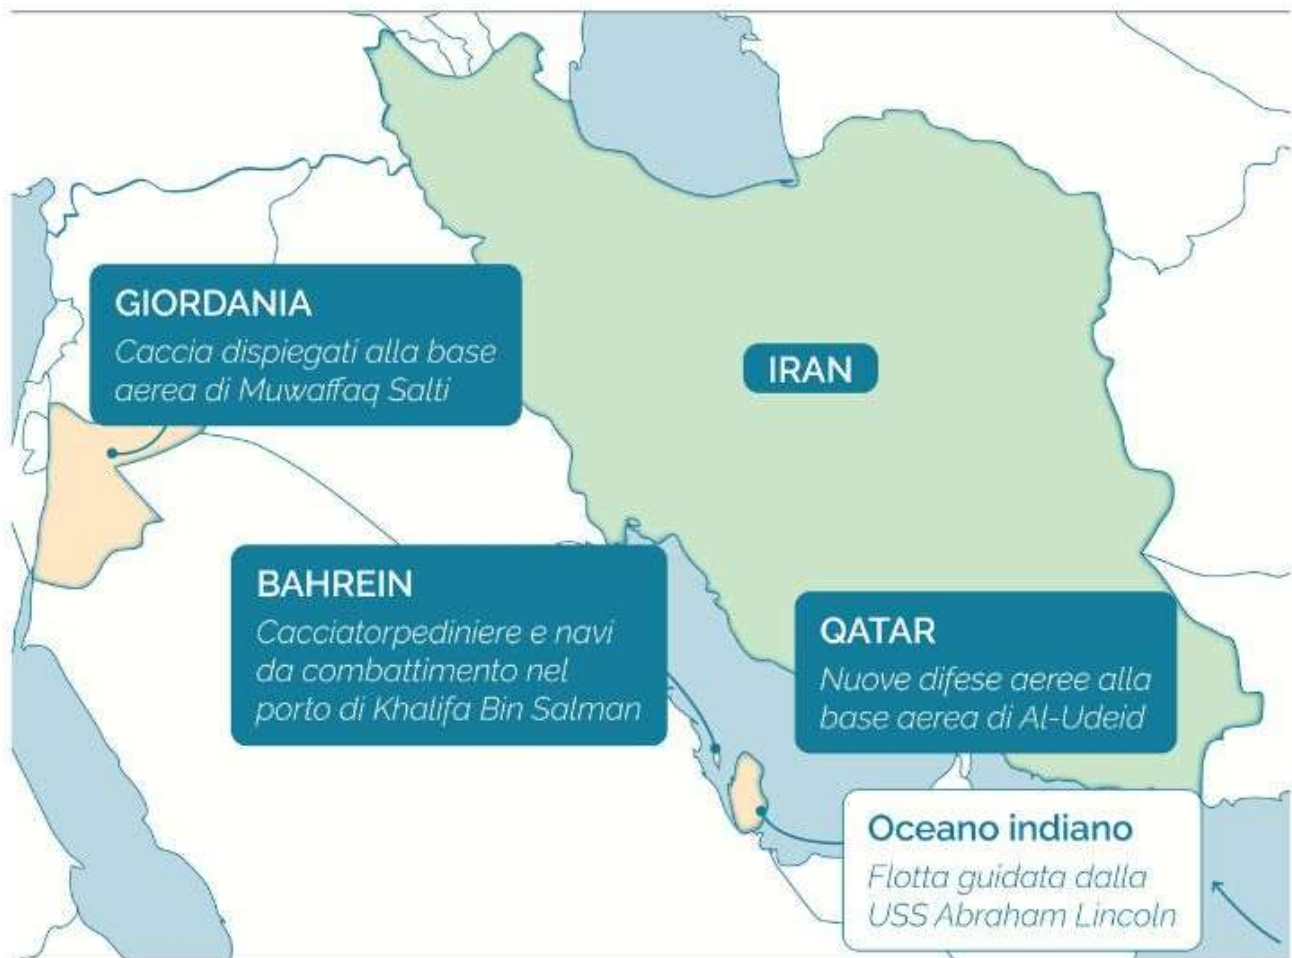 GIORDANIA
Caccia dispiegati alla base
aerea di Muwaffaq Salti
IRAN
BAHREIN
Cacciatorpediniere e navi
da combattimento nel
porto di Khalifa Bin Salman
QATAR
Nuove difese aeree alla
base aerea di Al-Udeid
Oceano indiano
Flotta guidata dalla
USS Abraham Lincoln